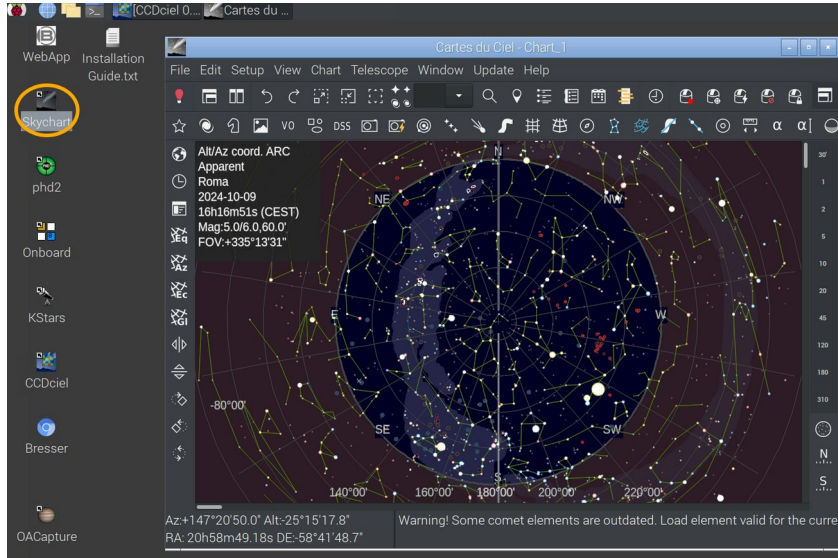 [CCDciel 0....
Cartes du ...
WebApp
Installation
Guide.txt
Skychart
phd2
Onboard
KStars
CCDciel
Bresser
OACapture
Cartes du Ciel - Chart_1
File Edit Setup View Chart Telescope Window Update Help
V0
DSS
α
α
Alt/Az coord. ARC
Apparent
Roma
2024-10-09
16h16m51s (CEST)
Mag:5.0/6.0,60.0'
FOV:+335°13'31"
Eq
Az
Ec
Gl
N
NE
NW
E
W
SE
SW
S
-80°00'
140°00' 160°00' 180°00' 200°00' 220°00'
30'
1
2
5
10
20
45
120
180
310
N
S
Az:+147°20'50.0" Alt:-25°15'17.8"
RA: 20h58m49.18s DE:-58°41'48.7"
Warning! Some comet elements are outdated. Load element valid for the curre